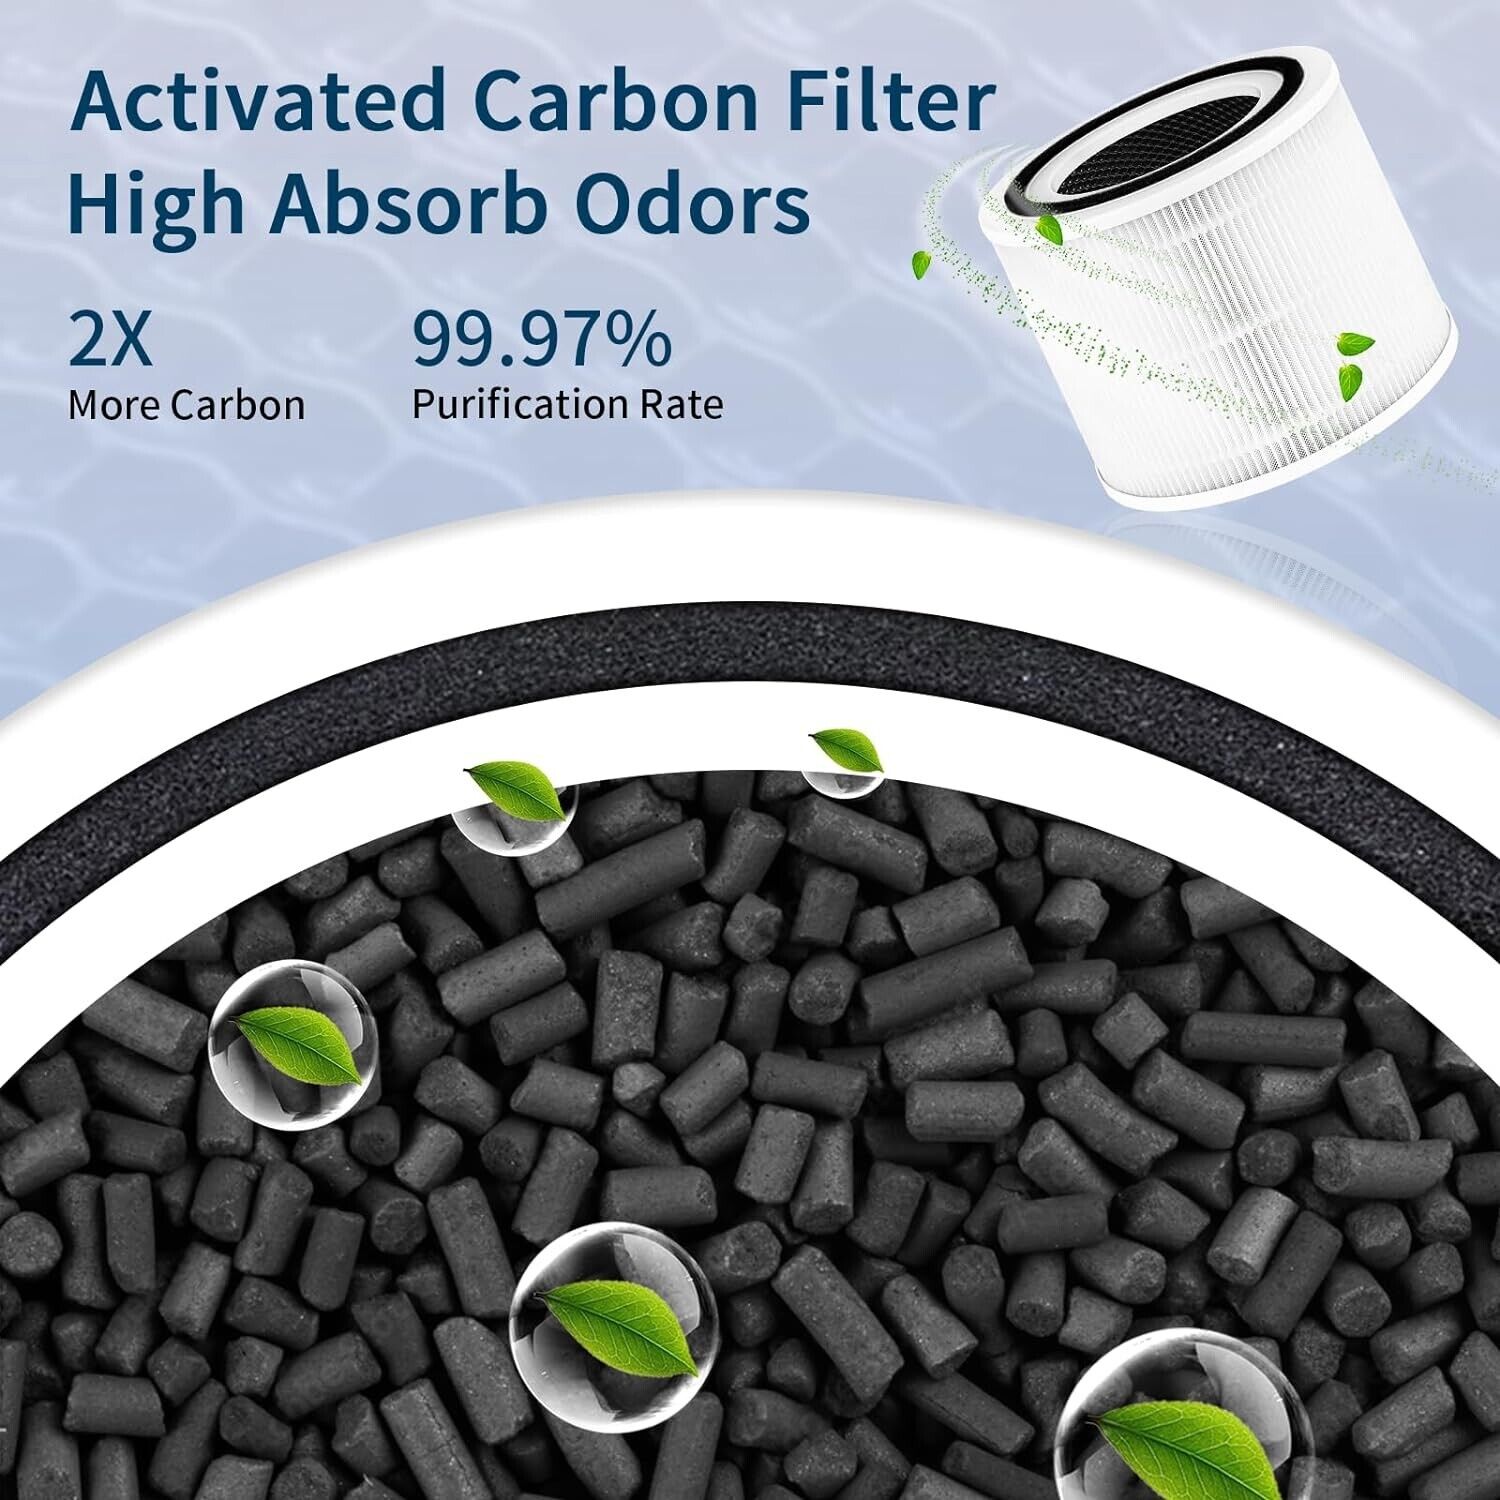 Activated Carbon Filter
High Absorb Odors
2X
More Carbon
99.97%
Purification Rate